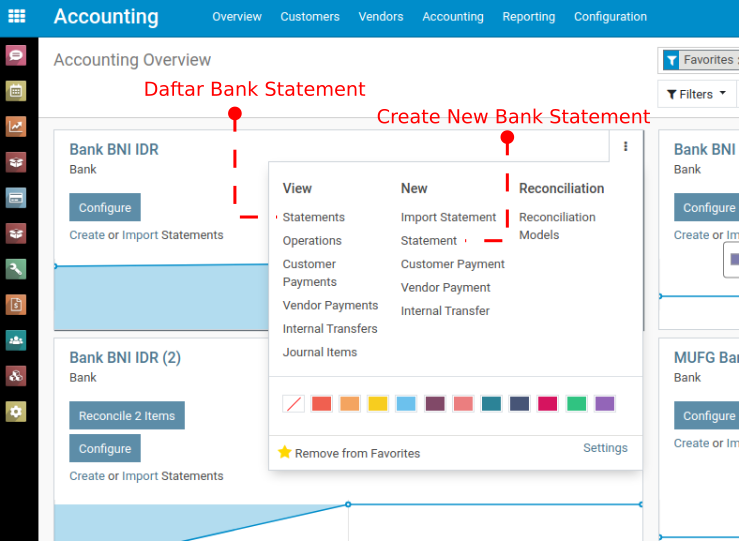 Accounting Overview Customers Vendors Accounting Reporting Configuration
Accounting Overview
Favorites
Filters
Daftar Bank Statement
Create New Bank Statement
Bank BNI IDR
Bank
Configure
Create or Import Statements
View
Statements
Operations
Customer
Payments
Vendor Payments
Internal Transfers
Journal Items
New
Import Statement
Statement
Customer Payment
Vendor Payment
Internal Transfer
Reconciliation
Reconciliation
Models
Remove from Favorites
Settings
Bank BNI
Bank
Configure
Create or
Bank BNI IDR (2)
Bank
Reconcile 2 Items
Configure
Create or Import Statements
MUFG
Bank
Configure
Create or